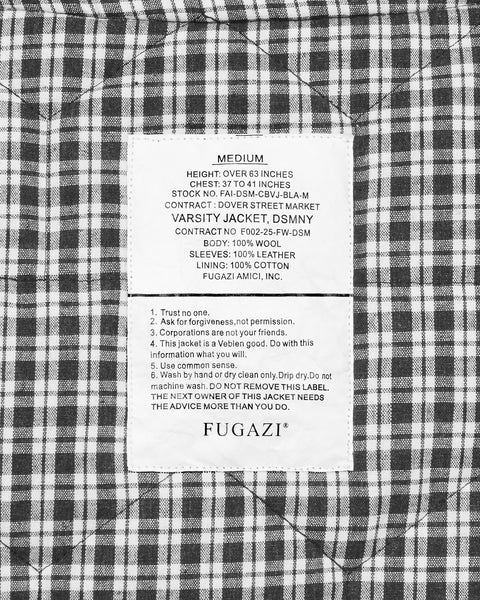 MEDIUM
HEIGHT: OVER 63 INCHES
CHEST: 37 TO 41 INCHES
STOCK NO. FAI-DSM-CBVJ-BLA-M
CONTRACT : DOVER STREET MARKET
VARSITY JACKET, DSMNY
CONTRACT NO F002-25-FW-DSM
BODY: 100% WOOL
SLEEVES: 100% LEATHER
LINING: 100% COTTON
FUGAZI AMICI, INC.
1. Trust no one.
2. Ask for forgiveness,not permission.
3. Corporations are not your friends.
4. This jacket is a Veblen good. Do with this
information what you will.
5. Use common sense.
6. Wash by hand or dry clean only.Drip dry.Do not
machine wash. DO NOT REMOVE THIS LABEL.
THE NEXT OWNER OF THIS JACKET NEEDS
THE ADVICE MORE THAN YOU DO.
FUGAZI®